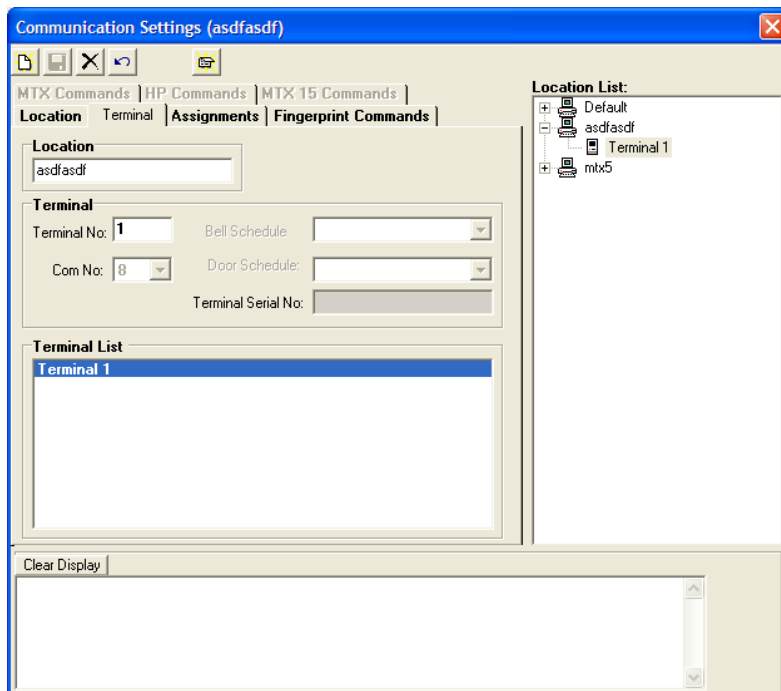 Communication Settings (asdfasdf)
MTX Commands HP Commands MTX 15 Commands
Location Terminal Assignments Fingerprint Commands
Location
asdfasdf
Terminal
Terminal No: 1 Bell Schedule
Com No: 8 Door Schedule:
Terminal Serial No:
Terminal List
Terminal 1
Location List:
Default
asdfasdf
Terminal 1
mtx5
Clear Display